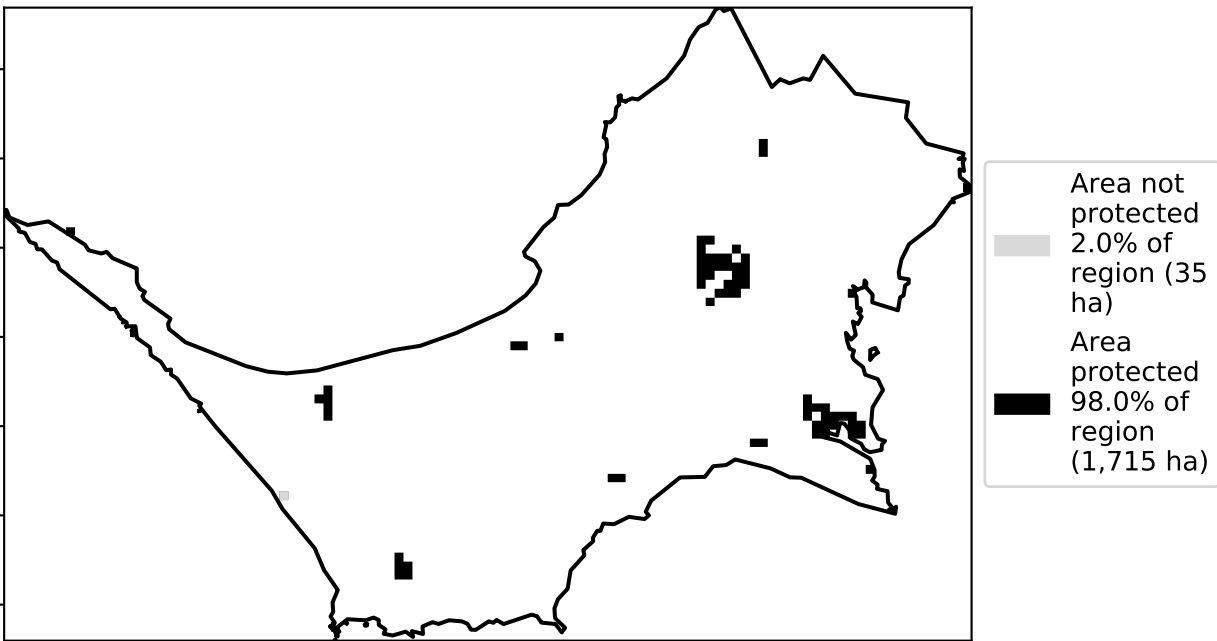 Area not
protected
2.0% of
region (35
ha)
Area
protected
98.0% of
region
(1,715 ha)